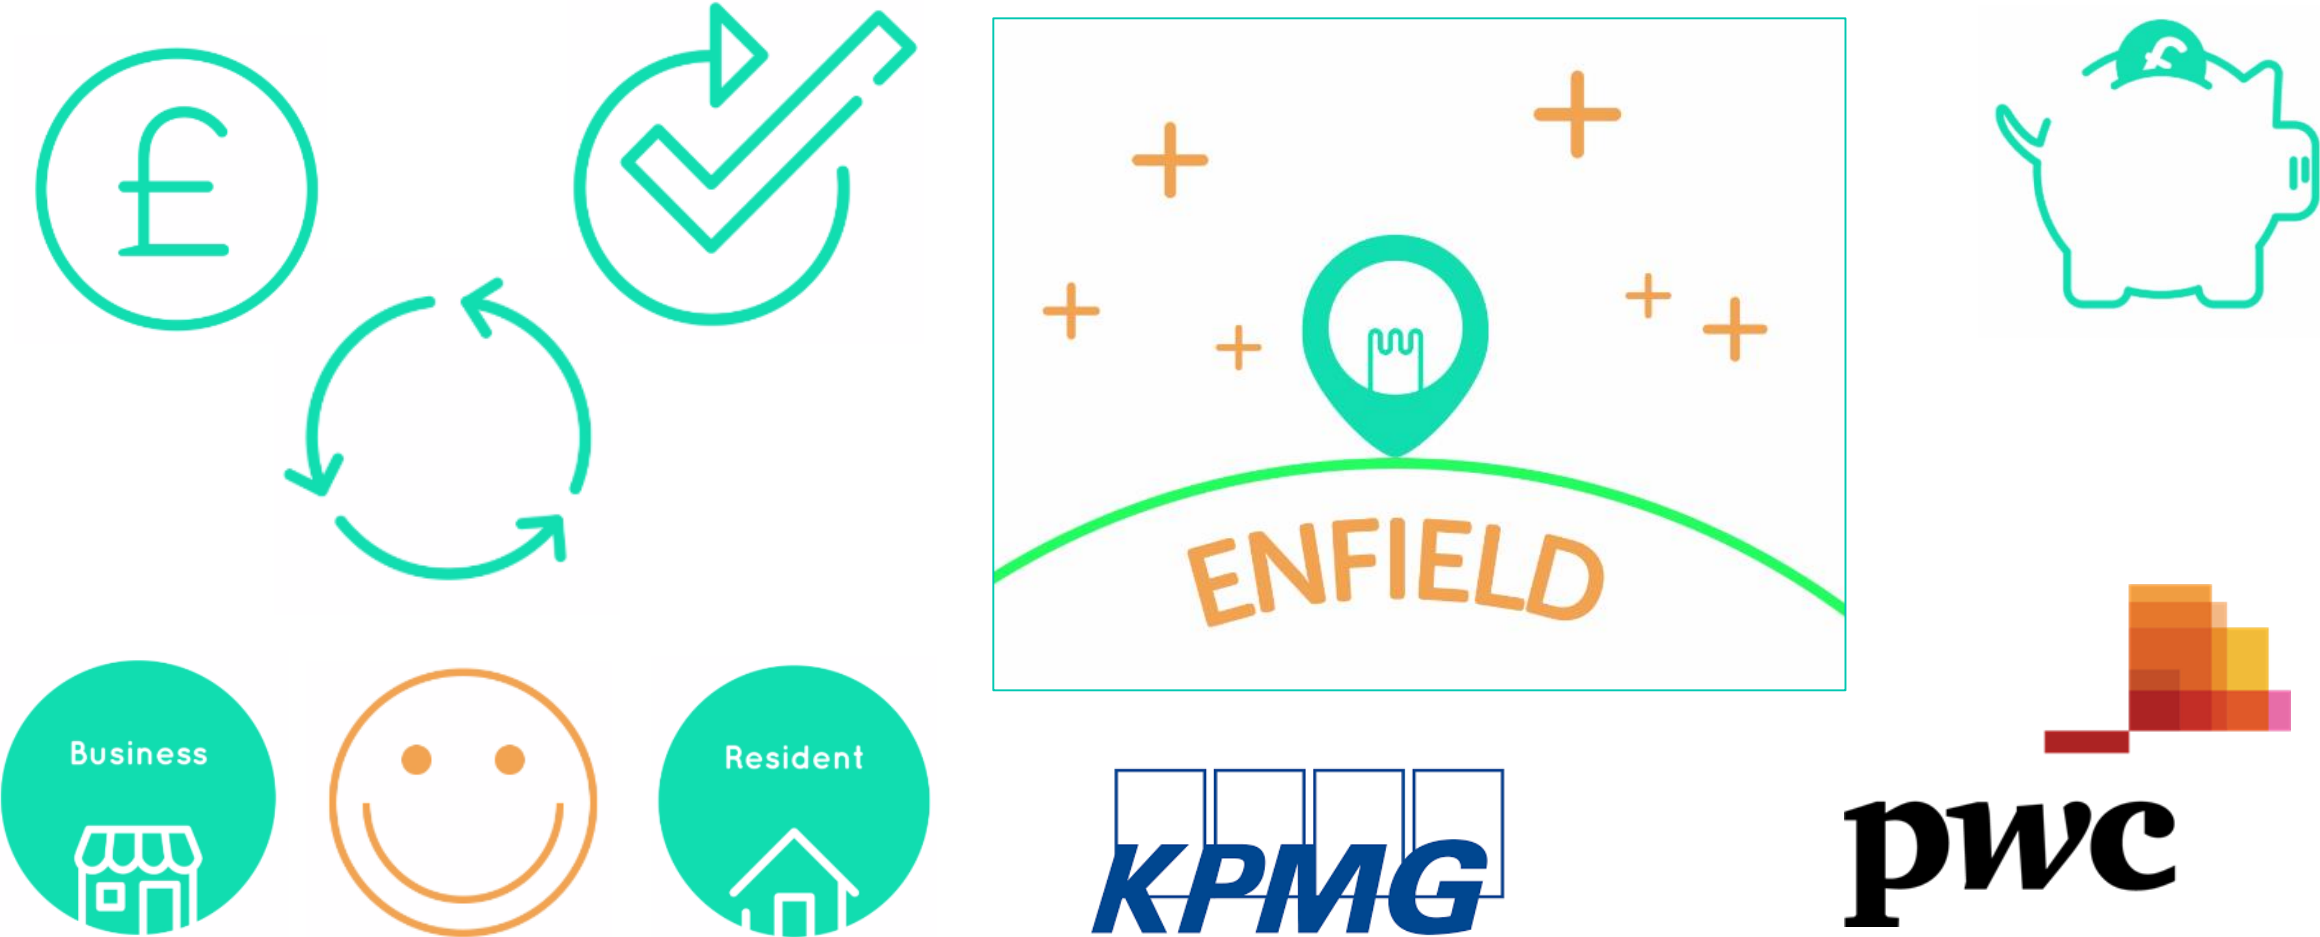 £
£
ENFIELD
Business
Resident
KPMG
pwc